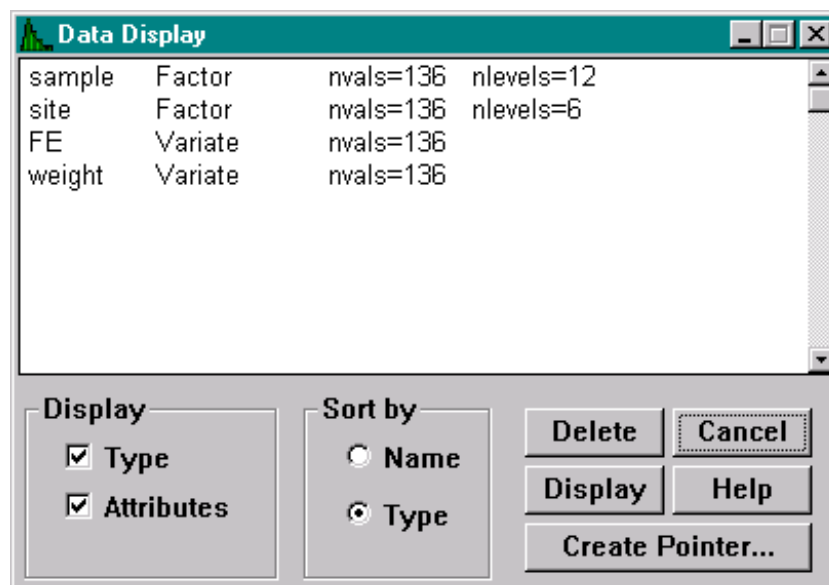 Data Display
sample Factor nvals=136 nlevels=12
site Factor nvals=136 nlevels=6
FE Variate nvals=136
weight Variate nvals=136
Display
Type
Attributes
Sort by
Name
Type
Delete
Cancel
Display
Help
Create Pointer...